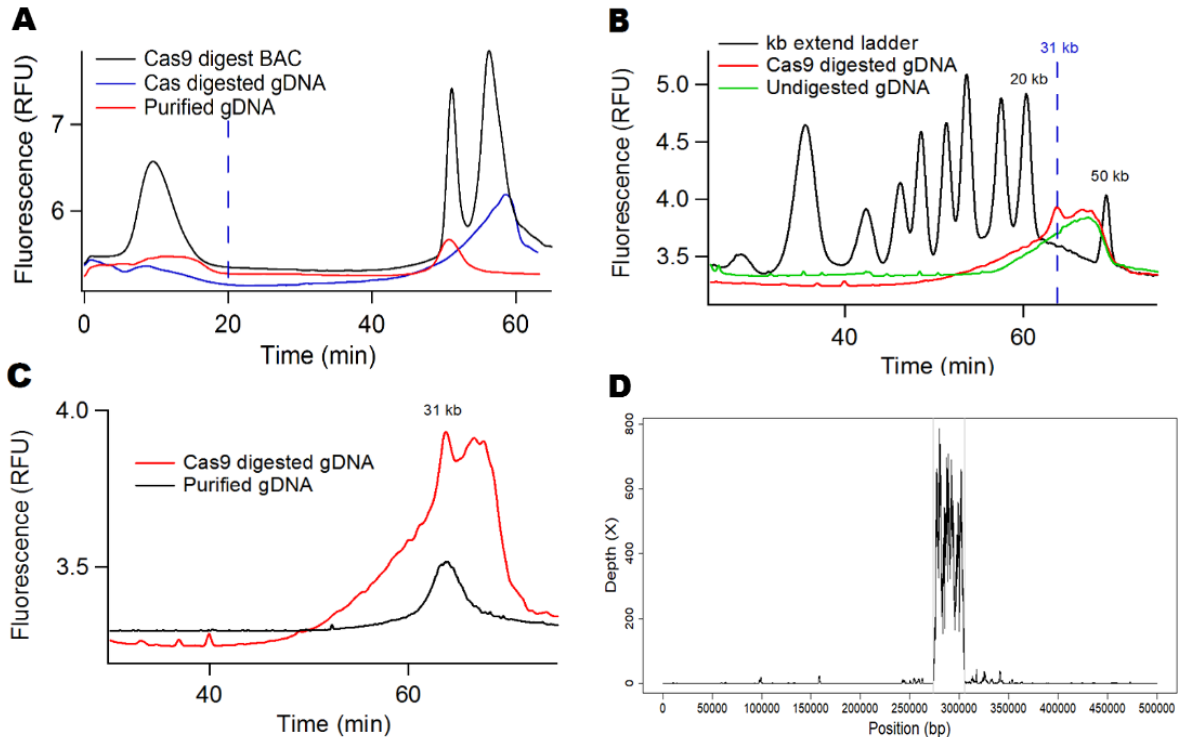 A
Cas9 digest BAC
Cas digested gDNA
Purified gDNA
7
6
Fluorescence (RFU)
0 20 40 60
Time (min)
B
kb extend ladder
Cas9 digested gDNA
Undigested gDNA
31 kb
20 kb
50 kb
5.0
4.5
4.0
3.5
Fluorescence (RFU)
40 60
Time (min)
C
4.0
3.5
31 kb
Cas9 digested gDNA
Purified gDNA
Fluorescence (RFU)
40 60
Time (min)
D
800
600
400
200
0
Depth (X)
0 50000 100000 150000 200000 250000 300000 350000 400000 450000 500000
Position (bp)